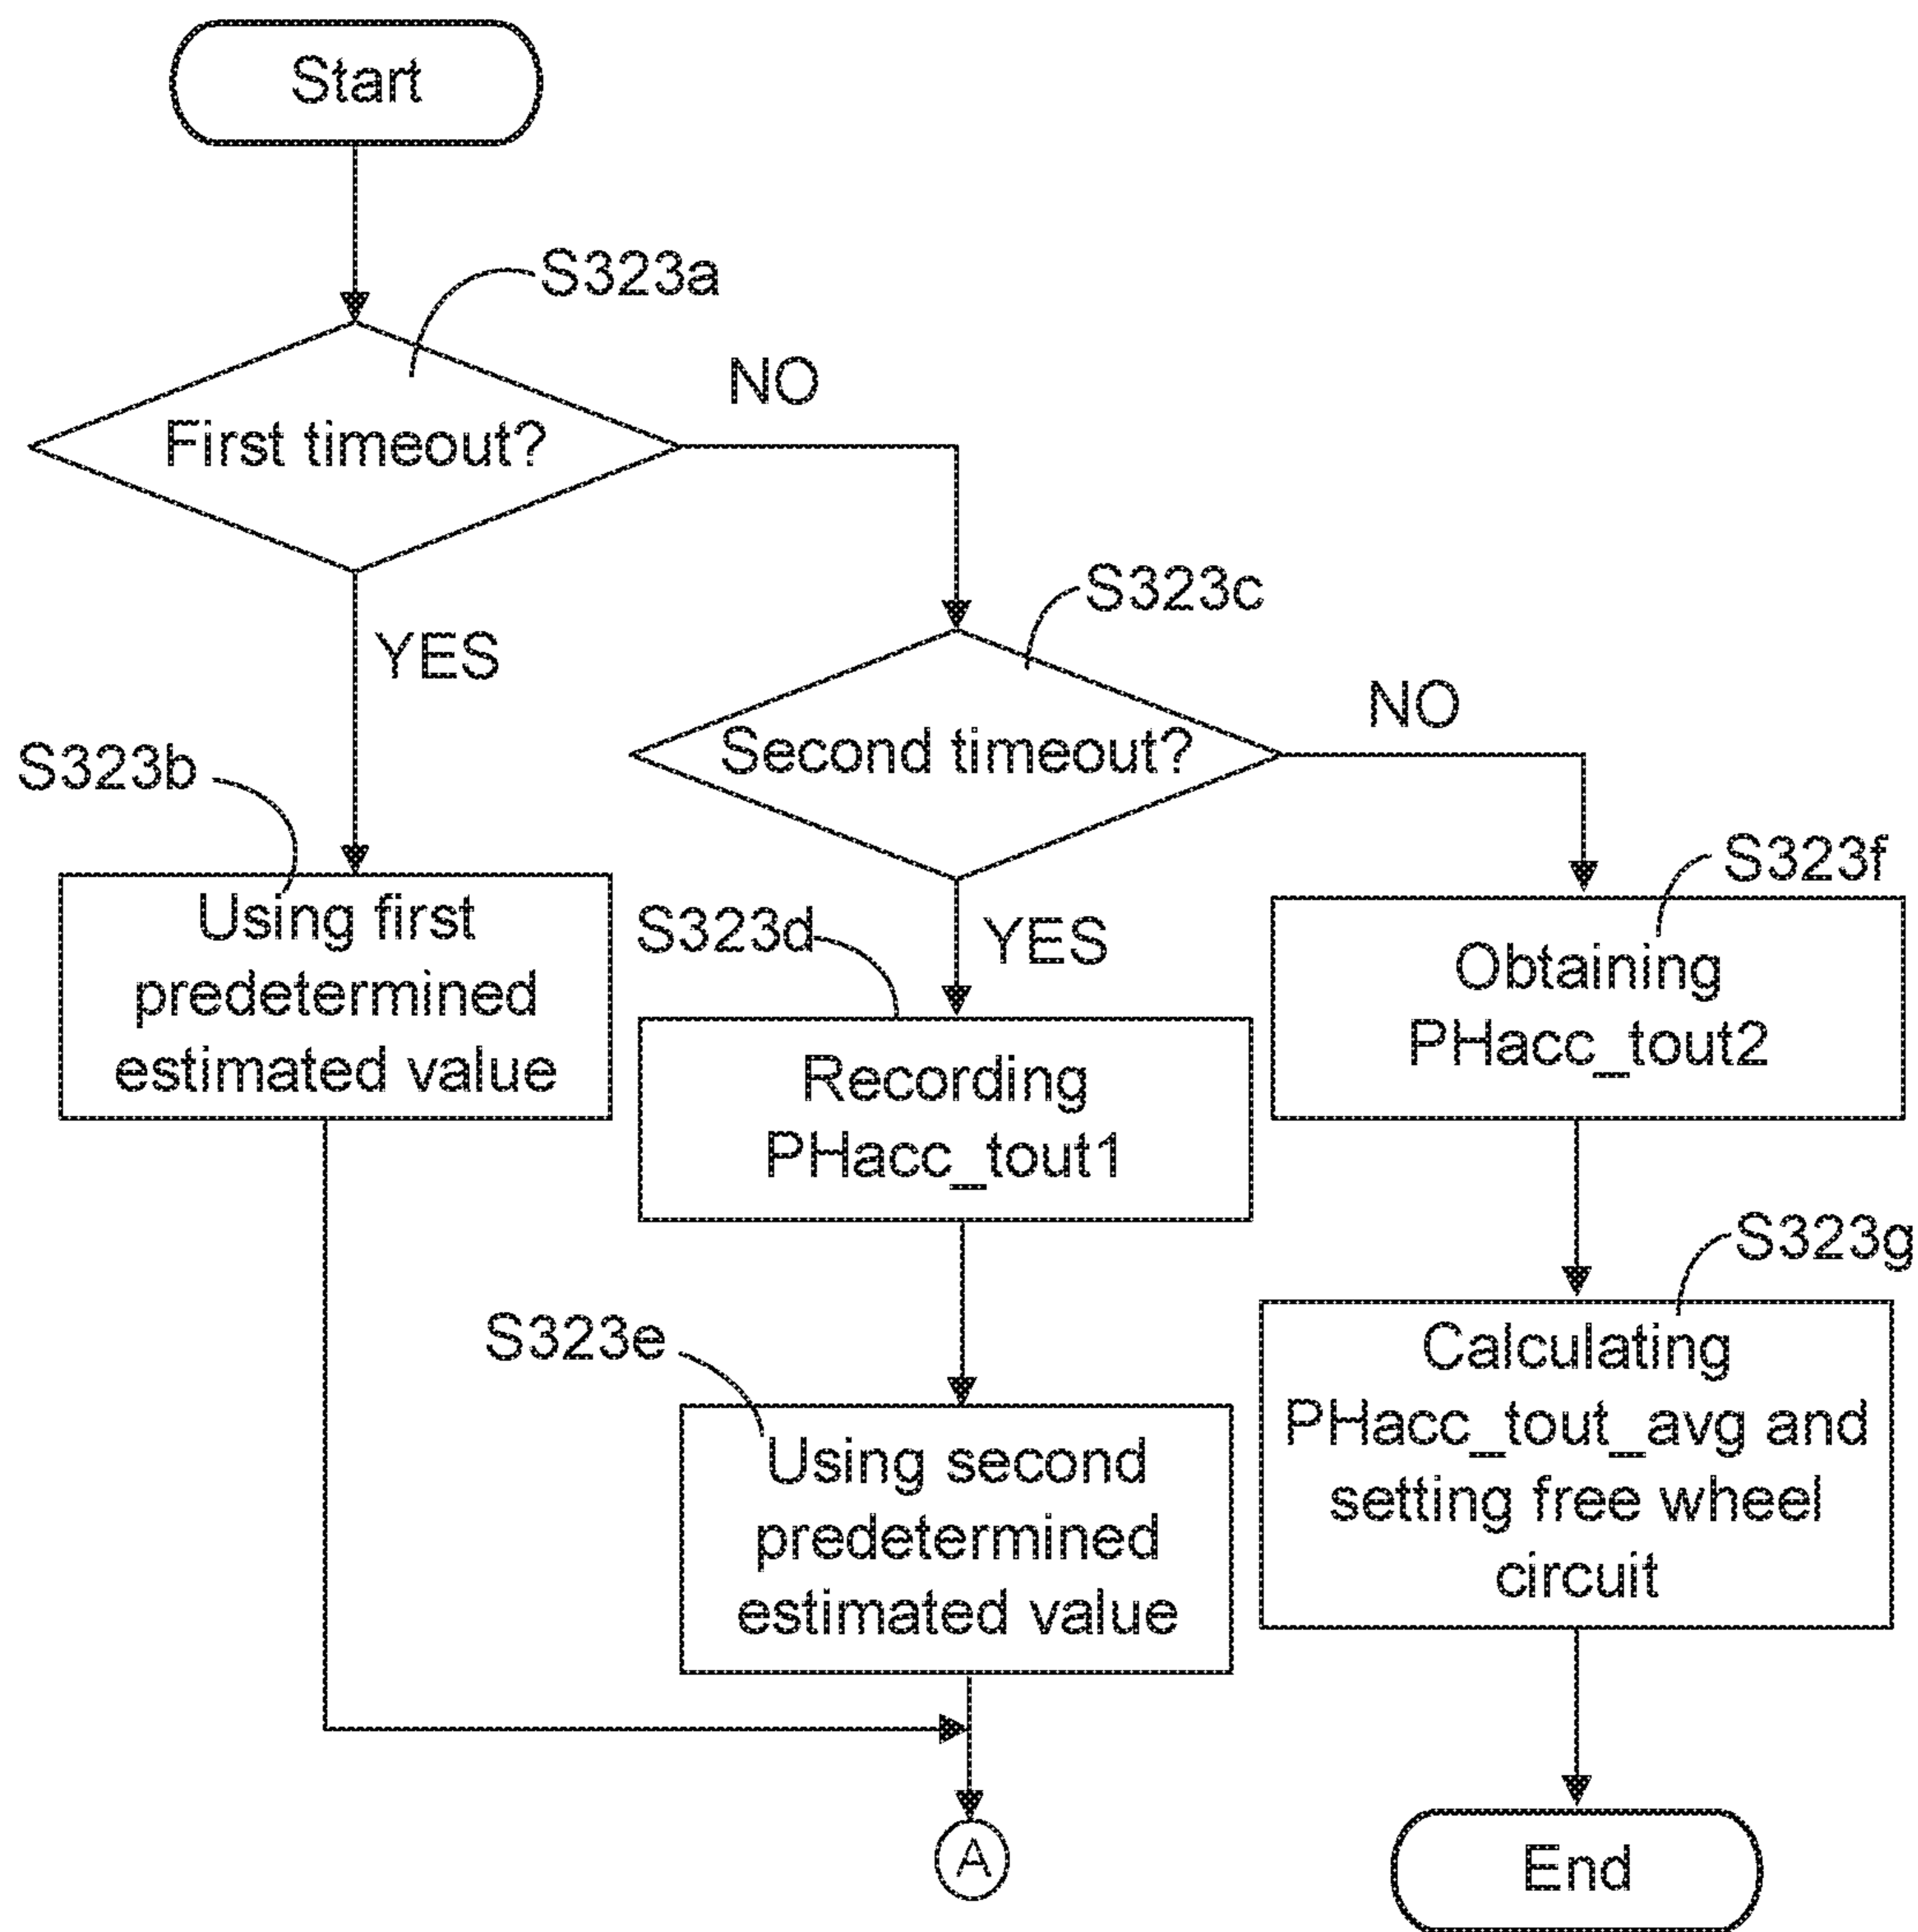 Start
S323a
First timeout?
NO
YES
S323c
Second timeout?
NO
S323b
Using first
predetermined
estimated value
S323d
YES
Recording
PHacc_tout1
S323f
Obtaining
PHacc_tout2
S323e
Using second
predetermined
estimated value
S323g
Calculating
PHacc_tout_avg and
setting free wheel
circuit
A
End